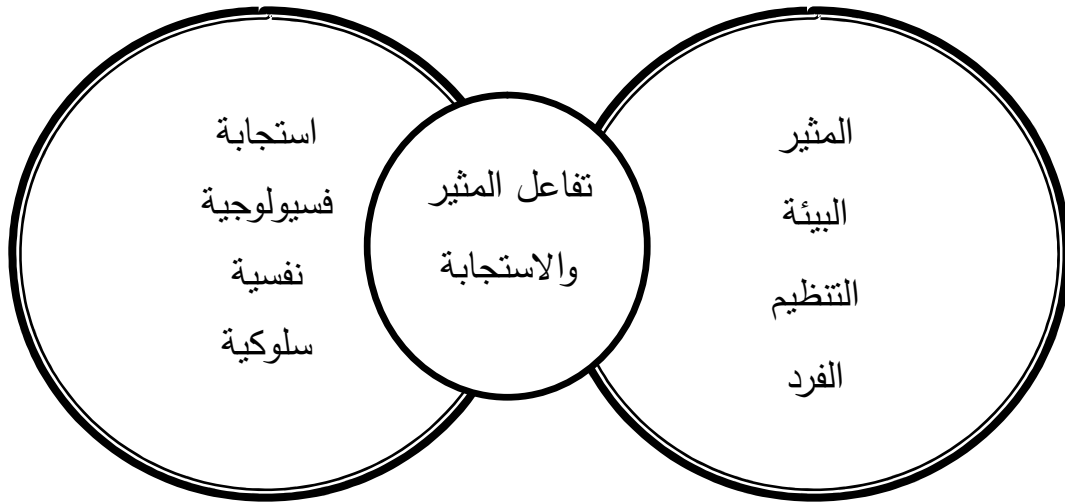 المثير
البيئة
التنظيم
الفرد
تفاعل المثير
والاستجابة
استجابة
فسيولوجية
نفسية
سلوكية